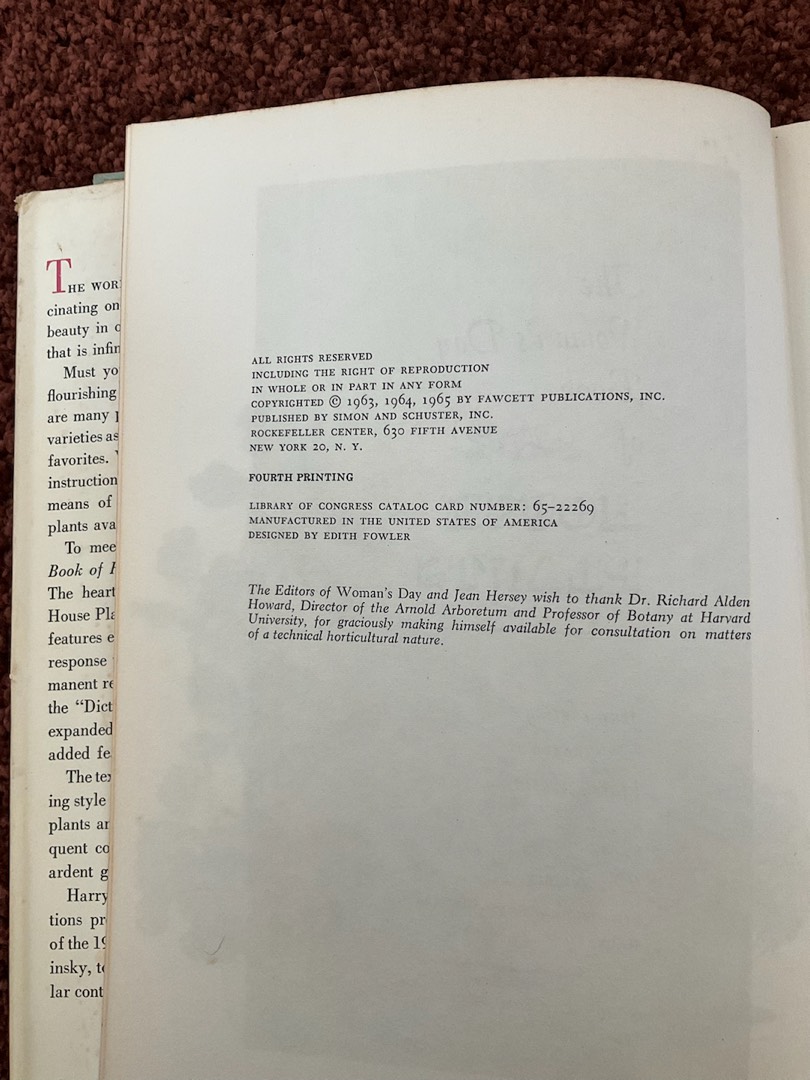 THE WOR
cinating on
beauty in
that is infin
Must yo
flourishing
are many
varieties as
favorites.
instruction
means of
plants ava
To mee
Book of
The heart
House Pla
features e
response
manent re
the “Dict
expanded
added fe
The tex
ing style
plants an
quent co
ardent g
Harry
tions pr
of the 19
insky, to
lar cont
ALL RIGHTS RESERVED
INCLUDING THE RIGHT OF REPRODUCTION
IN WHOLE OR IN PART IN ANY FORM
COPYRIGHTED © 1963, 1964, 1965 BY FAWCETT PUBLICATIONS, INC.
PUBLISHED BY SIMON AND SCHUSTER, INC.
ROCKEFELLER CENTER, 630 FIFTH AVENUE
NEW YORK 20, N. Y.
FOURTH PRINTING
LIBRARY OF CONGRESS CATALOG CARD NUMBER: 65–22269
MANUFACTURED IN THE UNITED STATES OF AMERICA
DESIGNED BY EDITH FOWLER
The Editors of Woman's Day and Jean Hersey wish to thank Dr. Richard Alden
Howard, Director of the Arnold Arboretum and Professor of Botany at Harvard
University, for graciously making himself available for consultation on matters
of a technical horticultural nature.